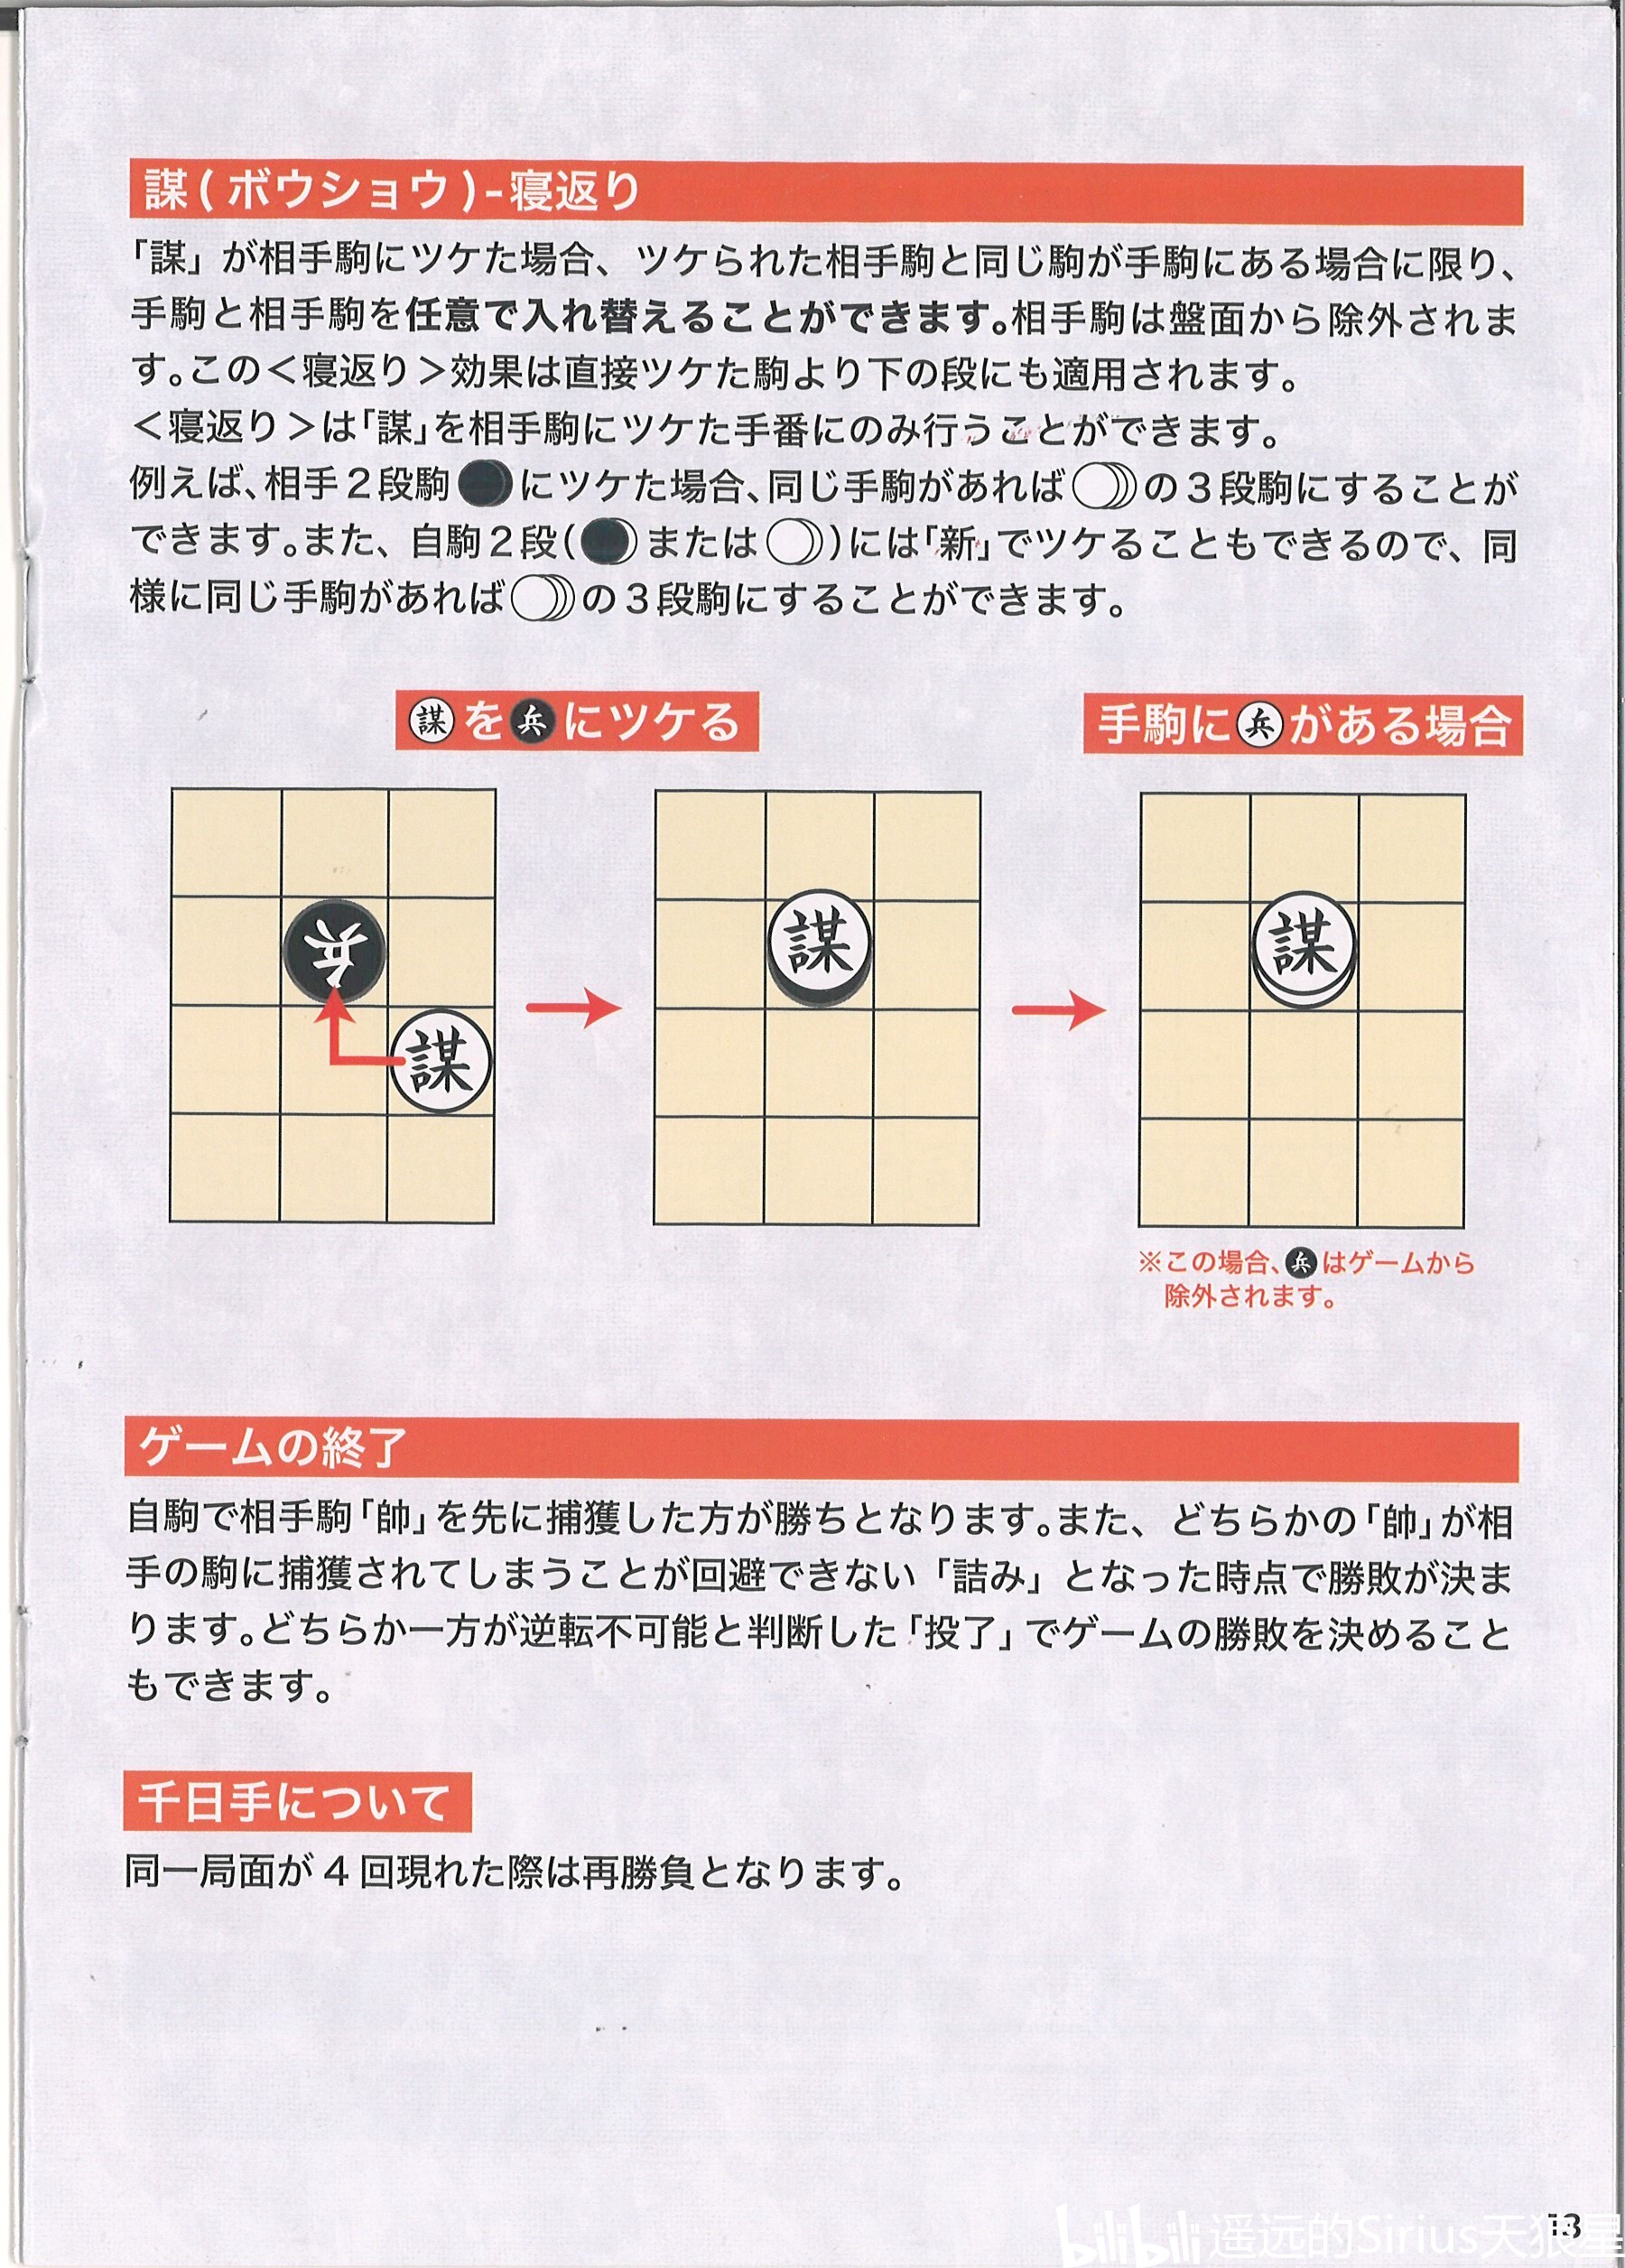 謀(ボウショウ)-寝返り
「謀」が相手駒にツケた場合、ツケられた相手駒と同じ駒が手駒にある場合に限り、
手駒と相手駒を任意で入れ替えることができます。相手駒は盤面から除外されま
す。この＜寝返り＞効果は直接ツケた駒より下の段にも適用されます。
＜寝返り＞は「謀」を相手駒にツケた手番にのみ行うことができます。
例えば、相手２段駒にツケた場合、同じ手駒があればの３段駒にすることが
できます。また、自駒２段(または)には「新」でツケることもできるので、同
様に同じ手駒があればの３段駒にすることができます。
謀を兵にツケる
手駒に兵がある場合
兵
謀
謀
謀
※この場合、兵はゲームから
除外されます。
ゲームの終了
自駒で相手駒「帥」を先に捕獲した方が勝ちとなります。また、どちらかの「帥」が相
手の駒に捕獲されてしまうことが回避できない「詰み」となった時点で勝敗が決ま
ります。どちらか一方が逆転不可能と判断した「投了」でゲームの勝敗を決めること
もできます。
千日手について
同一局面が４回現れた際は再勝負となります。
13
bilibili 遥远的Sirius天狼星